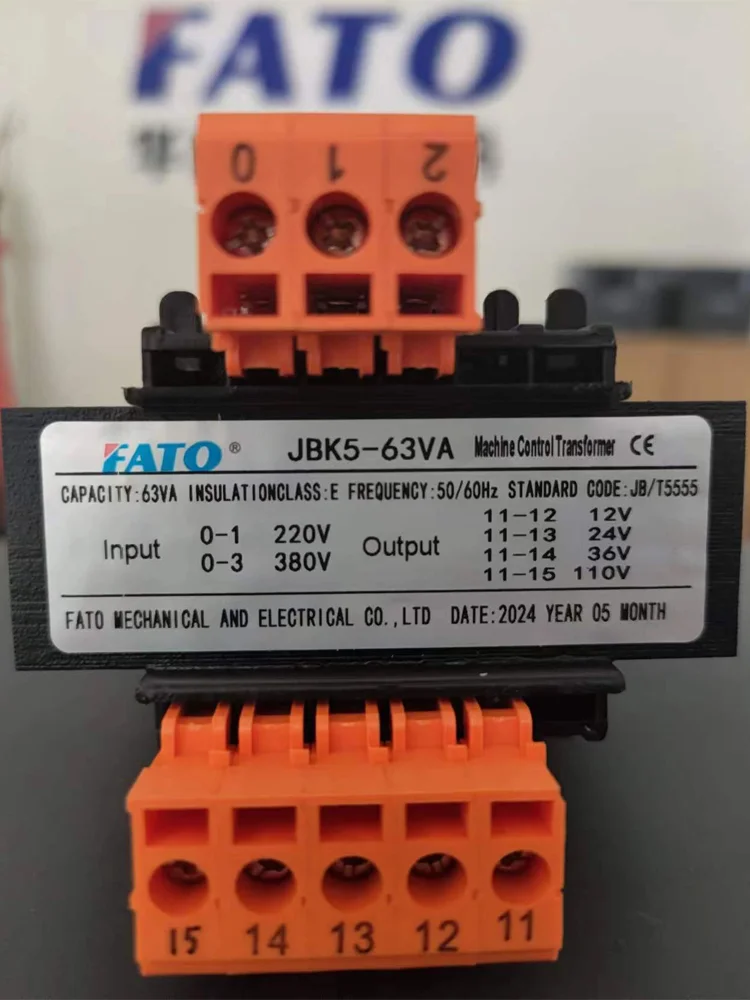 FATO
0 1 2
FATO® JBK5-63VA Machine Control Transformer CE
CAPACITY:63VA INSULATIONCLASS:E FREQUENCY:50/60Hz STANDARD CODE:JB/T5555
Input
0-1 220V
0-3 380V
Output
11-12 12V
11-13 24V
11-14 36V
11-15 110V
FATO MECHANICAL AND ELECTRICAL CO.,LTD DATE:2024 YEAR 05 MONTH
15 14 13 12 11